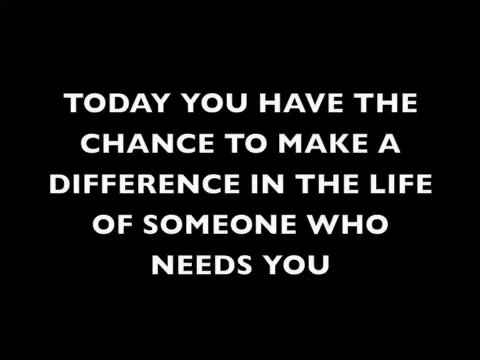 TODAY YOU HAVE THE
CHANCE TO MAKE A
DIFFERENCE IN THE LIFE
OF SOMEONE WHO
NEEDS YOU